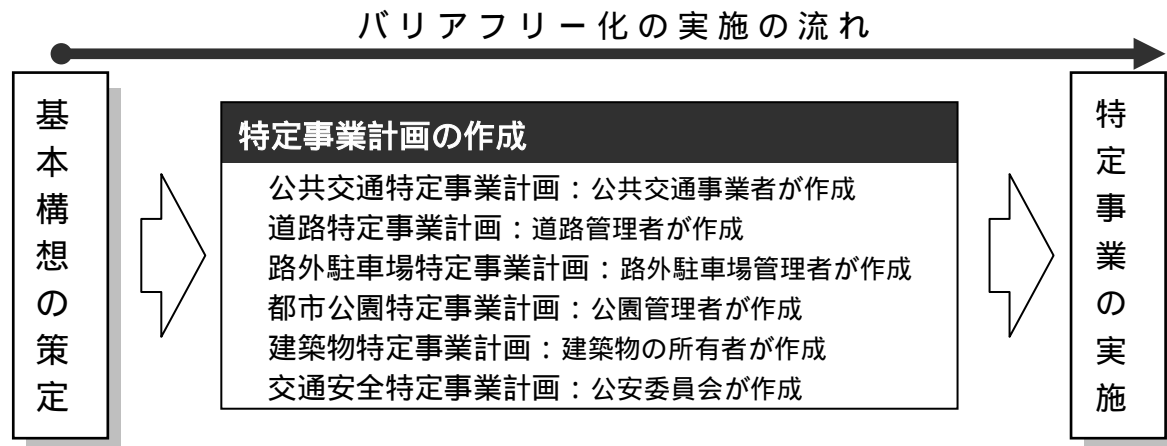 バリアフリー化の実施の流れ
基本構想の策定
特定事業計画の作成
公共交通特定事業計画：公共交通事業者が作成
道路特定事業計画：道路管理者が作成
路外駐車場特定事業計画：路外駐車場管理者が作成
都市公園特定事業計画：公園管理者が作成
建築物特定事業計画：建築物の所有者が作成
交通安全特定事業計画：公安委員会が作成
特定事業の実施